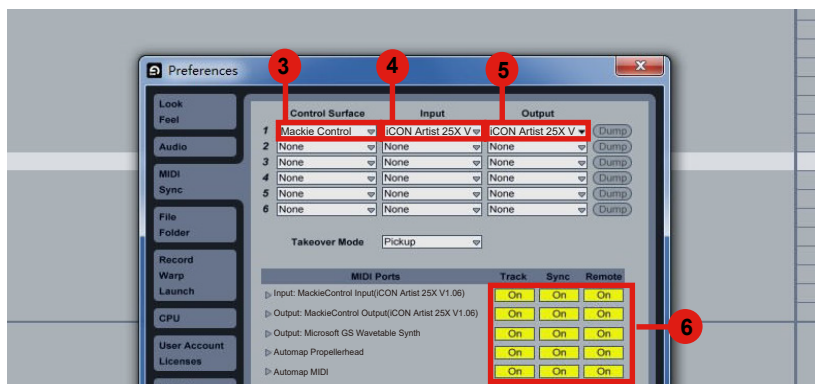 Preferences
3
4
5
Look
Feel
Audio
MIDI
Sync
File
Folder
Record
Warp
Launch
CPU
User Account
Licenses
Control Surface Input Output
1 Mackie Control iCON Artist 25X V iCON Artist 25X V Dump
2 None None None Dump
3 None None None Dump
4 None None None Dump
5 None None None Dump
6 None None None Dump
Takeover Mode Pickup
MIDI Ports Track Sync Remote
Input: MackieControl Input(iCON Artist 25X V1.06) On On On
Output: MackieControl Output(iCON Artist 25X V1.06) On On On
Output: Microsoft GS Wavetable Synth On On On
Automap Propellerhead On On On
Automap MIDI On On On
6